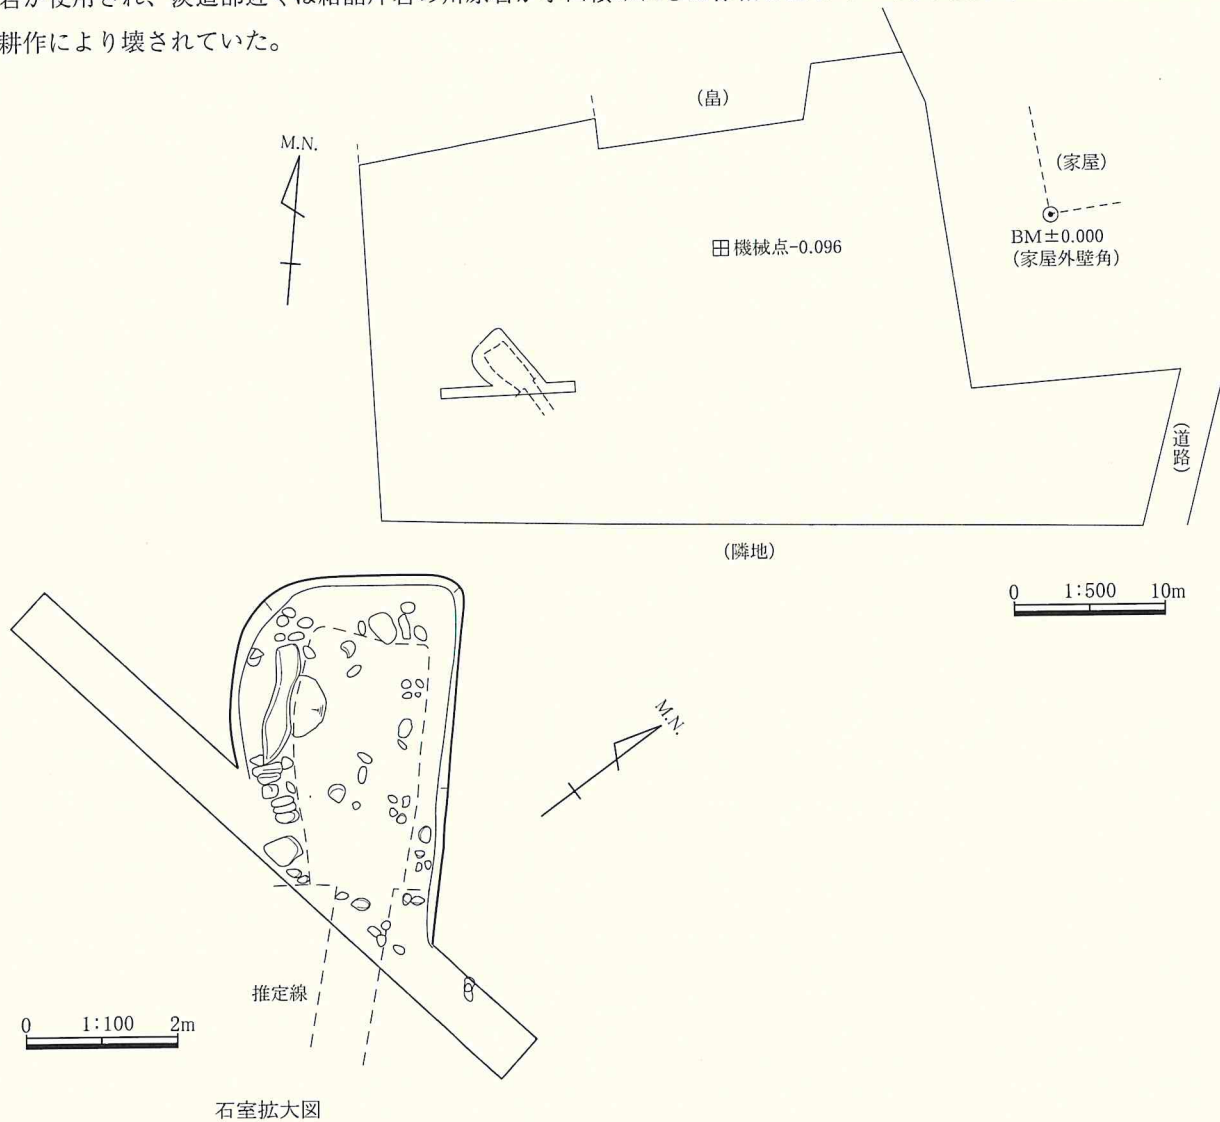 耕作により壊されていた。
(畠)
M.N.
(家屋)
BM±0.000
(家屋外壁角)
機械点-0.096
(道路)
(隣地)
0 1:500 10m
M.N.
推定線
0 1:100 2m
石室拡大図